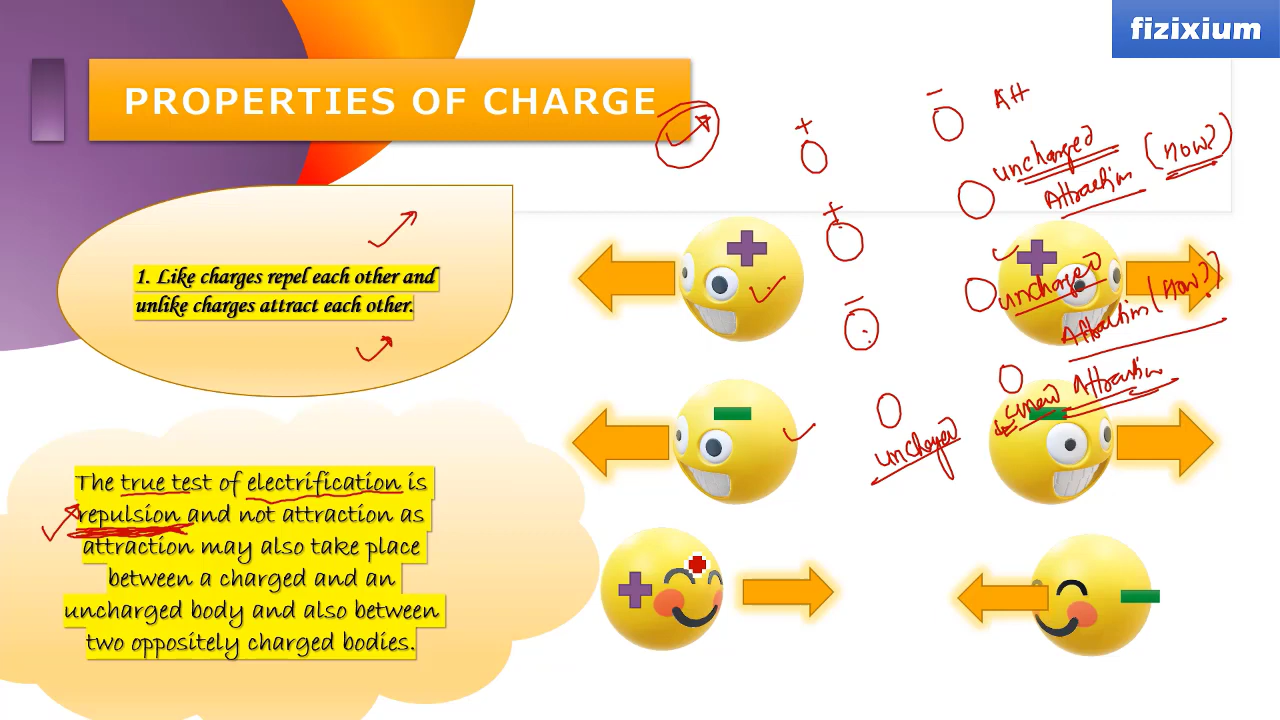 fizixium
PROPERTIES OF CHARGE
+
−
Att
uncharged
Attraction (How?)
+
1. Like charges repel each other and
unlike charges attract each other.
uncharged
Attraction (How?)
−
Attraction
uncharged
The true test of electrification is
repulsion and not attraction as
attraction may also take place
between a charged and an
uncharged body and also between
two oppositely charged bodies.